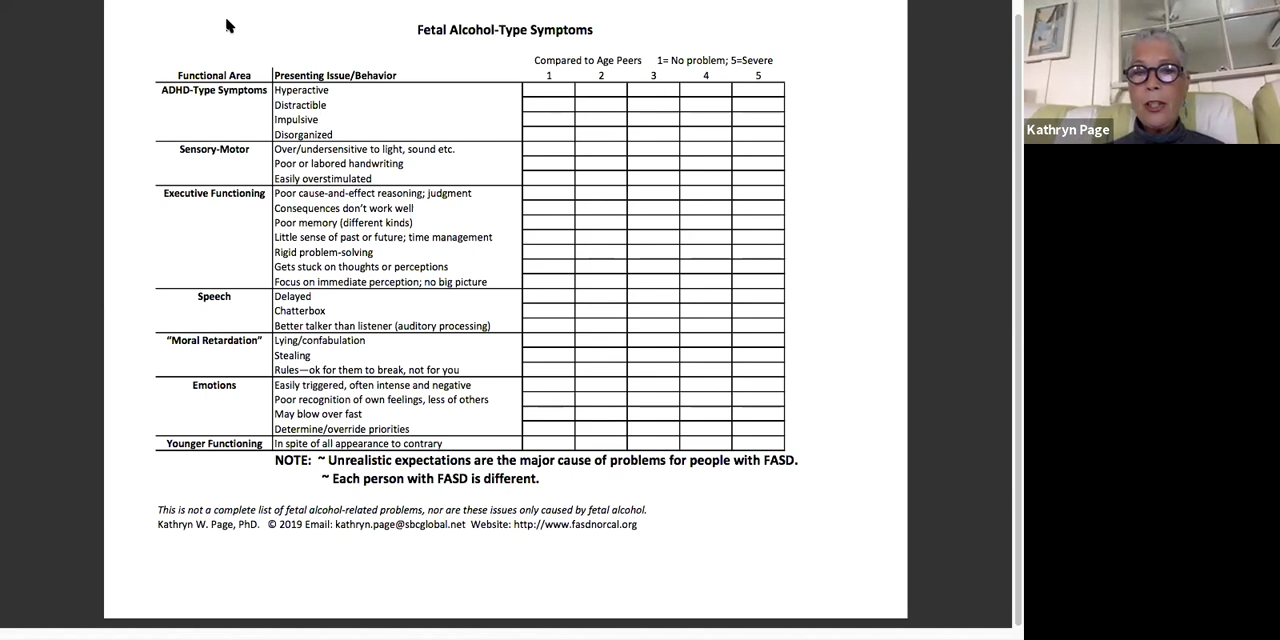 Fetal Alcohol-Type Symptoms
Compared to Age Peers 1= No problem; 5=Severe
Functional Area Presenting Issue/Behavior 1 2 3 4 5
ADHD-Type Symptoms Hyperactive
Distractible
Impulsive
Disorganized
Sensory-Motor Over/undersensitive to light, sound etc.
Poor or labored handwriting
Easily overstimulated
Executive Functioning Poor cause-and-effect reasoning; judgment
Consequences don't work well
Poor memory (different kinds)
Little sense of past or future; time management
Rigid problem-solving
Gets stuck on thoughts or perceptions
Focus on immediate perception; no big picture
Speech Delayed
Chatterbox
Better talker than listener (auditory processing)
"Moral Retardation" Lying/confabulation
Stealing
Rules—ok for them to break, not for you
Emotions Easily triggered, often intense and negative
Poor recognition of own feelings, less of others
May blow over fast
Determine/override priorities
Younger Functioning In spite of all appearance to contrary
NOTE: ~ Unrealistic expectations are the major cause of problems for people with FASD.
~ Each person with FASD is different.
This is not a complete list of fetal alcohol-related problems, nor are these issues only caused by fetal alcohol.
Kathryn W. Page, PhD. © 2019 Email: kathryn.page@sbcglobal.net Website: http://www.fasdnorcal.org
Kathryn Page